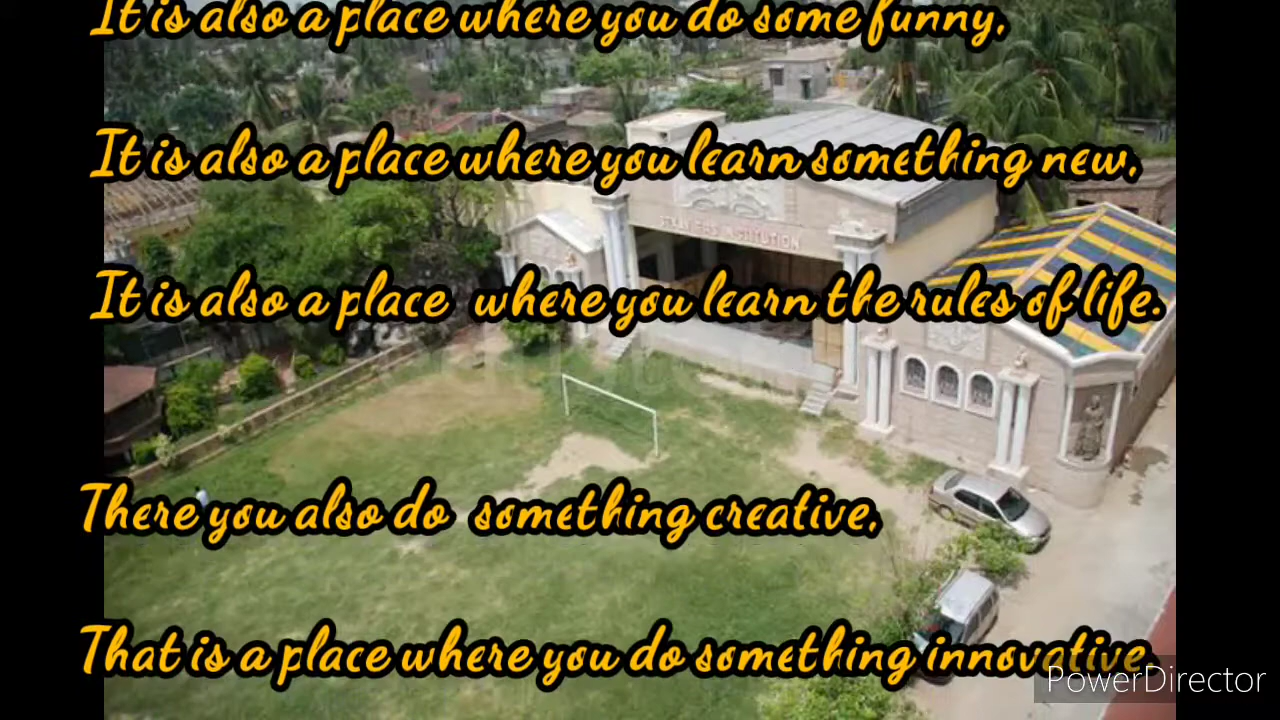 It is also a place where you do some funny,
It is also a place where you learn something new,
INSTITUTION
It is also a place where you learn the rules of life.
There you also do something creative,
That is a place where you do something innovative.
PowerDirector